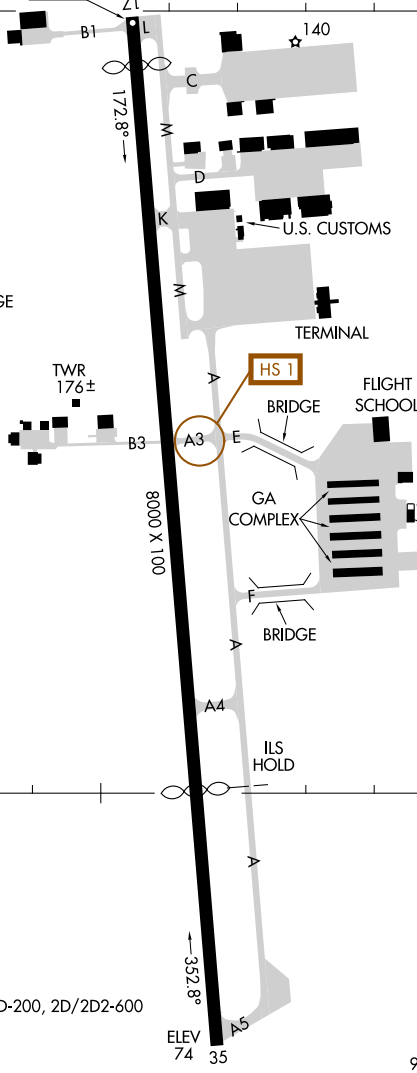 17
L
B1
140
C
172.8°
M
D
K
U.S. CUSTOMS
M
GE
TERMINAL
HS 1
TWR
176±
A
FLIGHT
SCHOOL
BRIDGE
B3
A3
E
8000 X 100
GA
COMPLEX
F
BRIDGE
A
A4
ILS
HOLD
A
352.8°
D-200, 2D/2D2-600
ELEV
74
35
A5
9